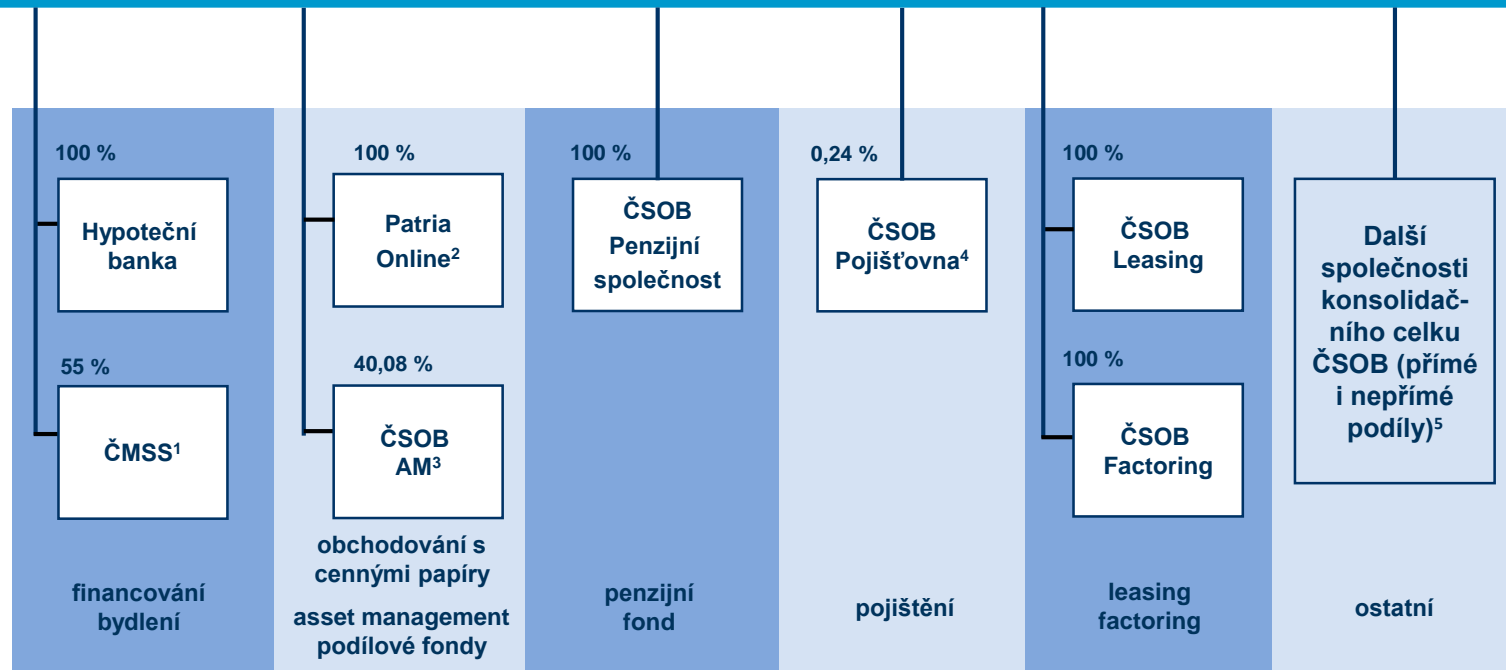 100 %
Hypoteční
banka
55 %
ČMSS¹
financování
bydlení
100 %
Patria
Online²
40,08 %
ČSOB
AM³
obchodování s
cennými papíry
asset management
podílové fondy
100 %
ČSOB
Penzijní
společnost
penzijní
fond
0,24 %
ČSOB
Pojišťovna⁴
pojištění
100 %
ČSOB
Leasing
100 %
ČSOB
Factoring
leasing
factoring
Další
společnosti
konsolidač-
ního celku
ČSOB (přímé
i nepřímé
podíly)⁵
ostatní